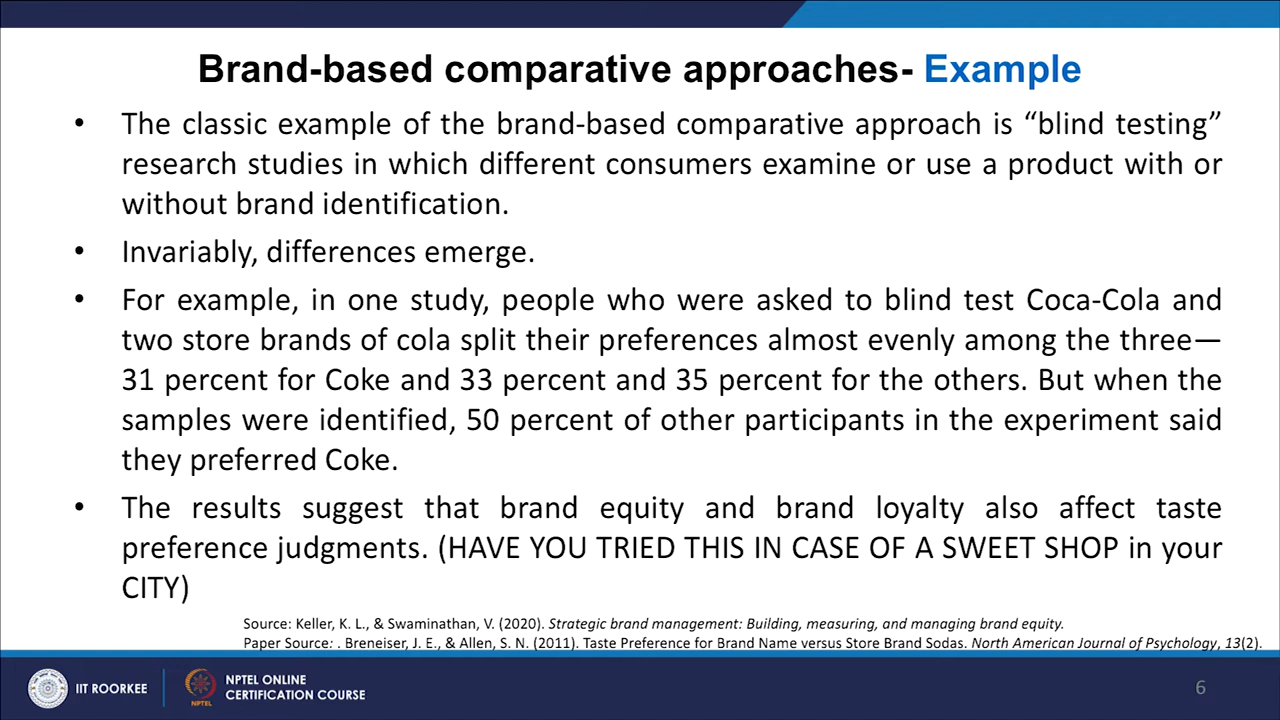 Brand-based comparative approaches- Example
• The classic example of the brand-based comparative approach is “blind testing”
research studies in which different consumers examine or use a product with or
without brand identification.
• Invariably, differences emerge.
• For example, in one study, people who were asked to blind test Coca-Cola and
two store brands of cola split their preferences almost evenly among the three—
31 percent for Coke and 33 percent and 35 percent for the others. But when the
samples were identified, 50 percent of other participants in the experiment said
they preferred Coke.
• The results suggest that brand equity and brand loyalty also affect taste
preference judgments. (HAVE YOU TRIED THIS IN CASE OF A SWEET SHOP in your
CITY)
Source: Keller, K. L., & Swaminathan, V. (2020). Strategic brand management: Building, measuring, and managing brand equity.
Paper Source: . Breneiser, J. E., & Allen, S. N. (2011). Taste Preference for Brand Name versus Store Brand Sodas. North American Journal of Psychology, 13(2).
IIT ROORKEE
NPTEL
NPTEL ONLINE
CERTIFICATION COURSE
6